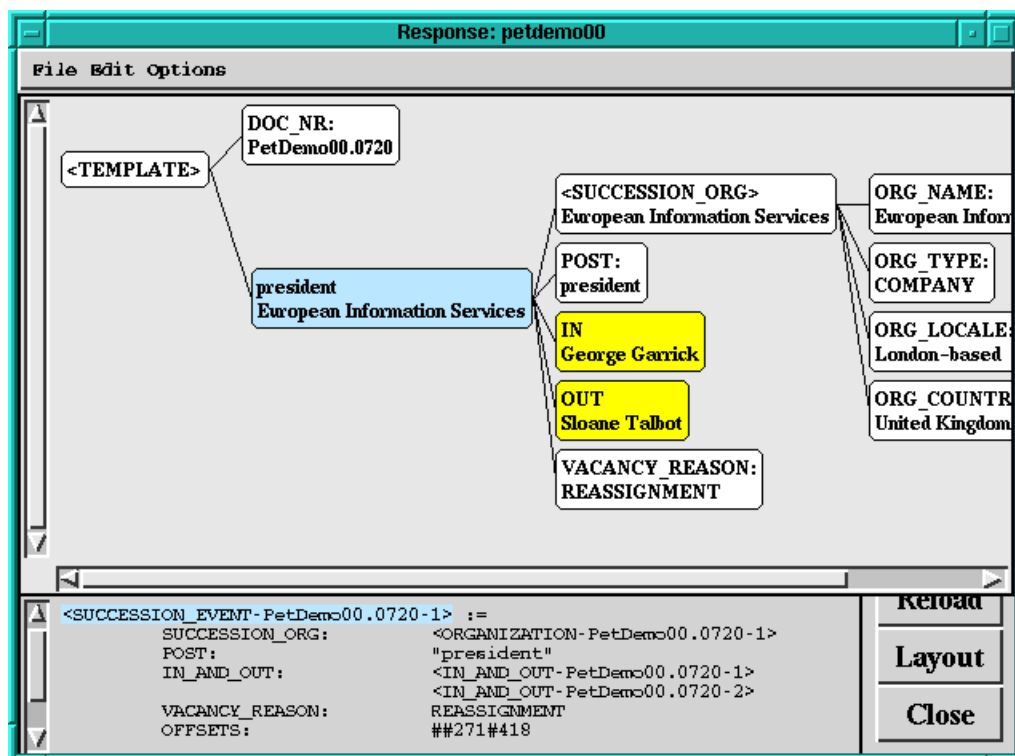 Response: petdemo00
File Edit Options
<TEMPLATE>
DOC_NR:
PetDemo00.0720
president
European Information Services
<SUCCESSION_ORG>
European Information Services
POST:
president
IN
George Garrick
OUT
Sloane Talbot
VACANCY_REASON:
REASSIGNMENT
ORG_NAME:
European Inform
ORG_TYPE:
COMPANY
ORG_LOCALE:
London-based
ORG_COUNTR
United Kingdom
<SUCCESSION_EVENT-PetDemo00.0720-1> :=
SUCCESSION_ORG: <ORGANIZATION-PetDemo00.0720-1>
POST: "president"
IN_AND_OUT: <IN_AND_OUT-PetDemo00.0720-1>
<IN_AND_OUT-PetDemo00.0720-2>
VACANCY_REASON: REASSIGNMENT
OFFSETS: ##271#418
Reload
Layout
Close